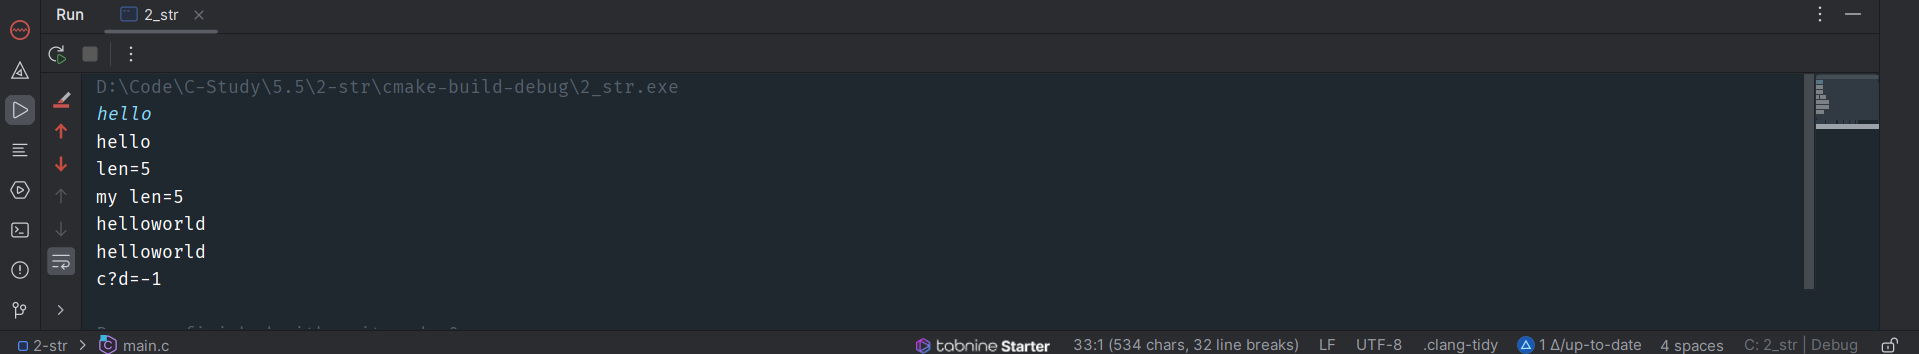 Run 2_str
D:\Code\C-Study\5.5\2-str\cmake-build-debug\2_str.exe
hello
hello
len=5
my len=5
helloworld
helloworld
c?d=-1
2-str > main.c tabnine Starter 33:1 (534 chars, 32 line breaks) LF UTF-8 .clang-tidy 1 Δ/up-to-date 4 spaces C: 2_str | Debug